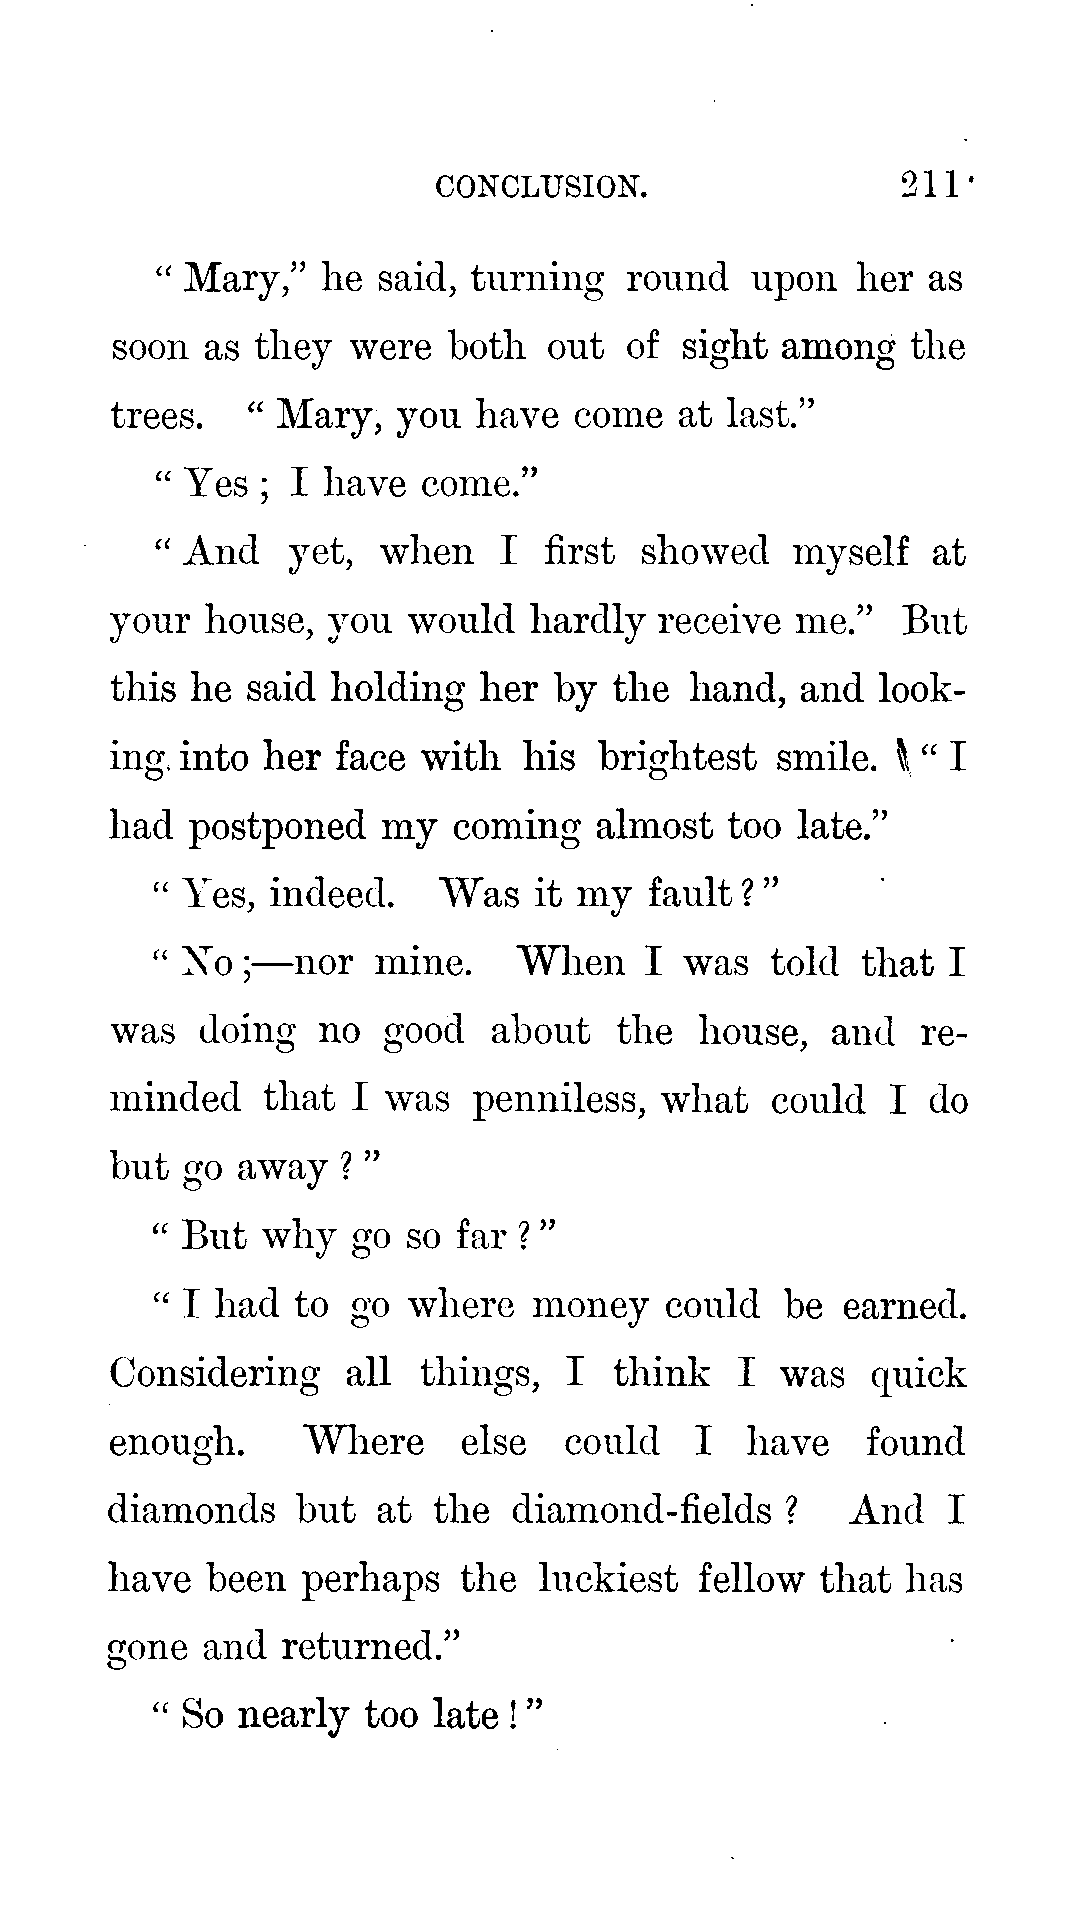 CONCLUSION. 211
“ Mary,” he said, turning round upon her as
soon as they were both out of sight among the
trees. “ Mary, you have come at last.”
“ Yes ; I have come.”
“ And yet, when I first showed myself at
your house, you would hardly receive me.” But
this he said holding her by the hand, and look-
ing into her face with his brightest smile. “ I
had postponed my coming almost too late.”
“ Yes, indeed. Was it my fault ? ”
“ No ;—nor mine. When I was told that I
was doing no good about the house, and re-
minded that I was penniless, what could I do
but go away ? ”
“ But why go so far ? ”
“ I had to go where money could be earned.
Considering all things, I think I was quick
enough. Where else could I have found
diamonds but at the diamond-fields ? And I
have been perhaps the luckiest fellow that has
gone and returned.”
“ So nearly too late ! ”